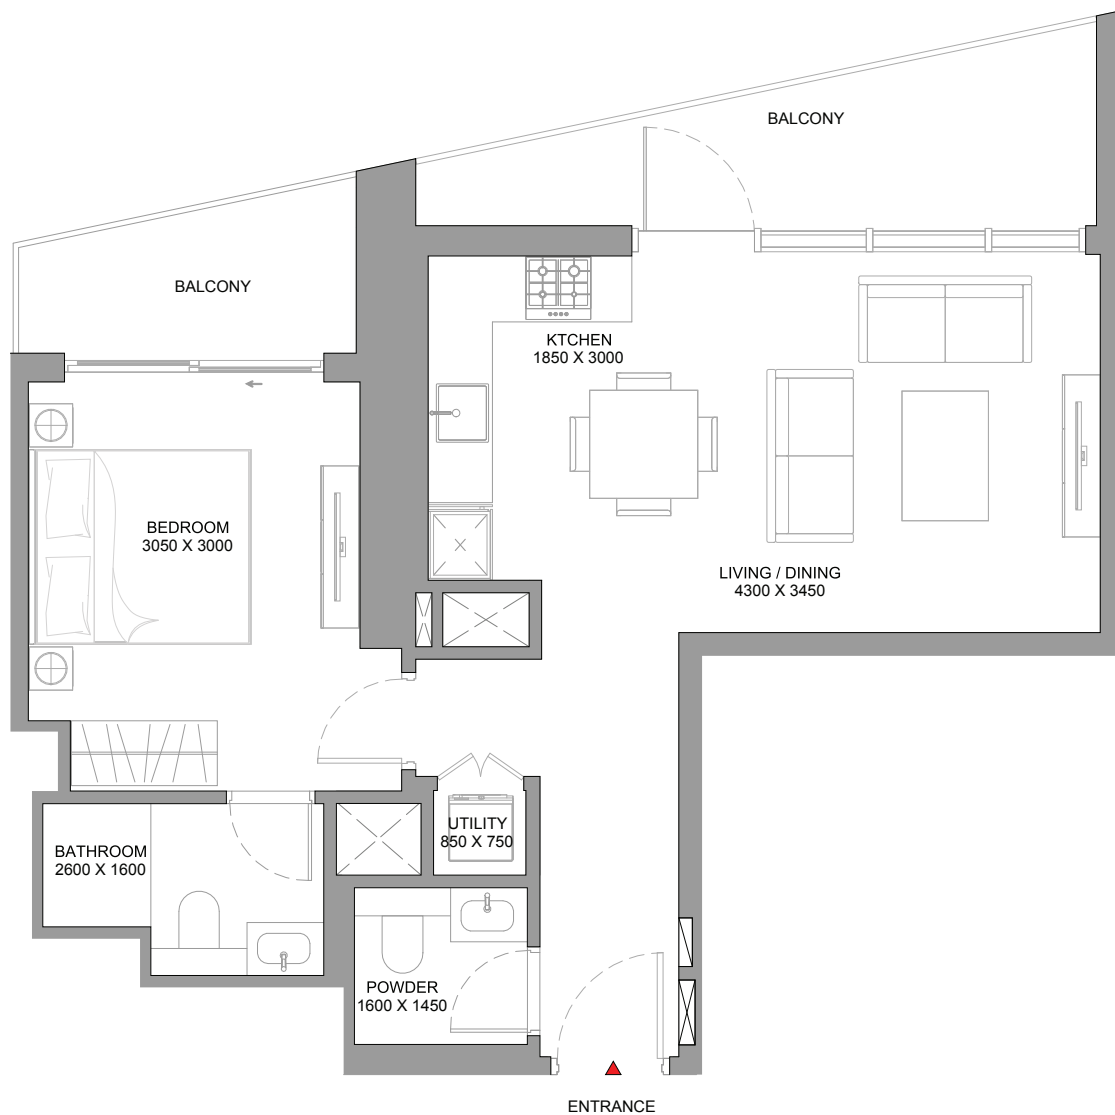 BALCONY
BALCONY
KTCHEN
1850 X 3000
BEDROOM
3050 X 3000
LIVING / DINING
4300 X 3450
UTILITY
850 X 750
BATHROOM
2600 X 1600
POWDER
1600 X 1450
ENTRANCE